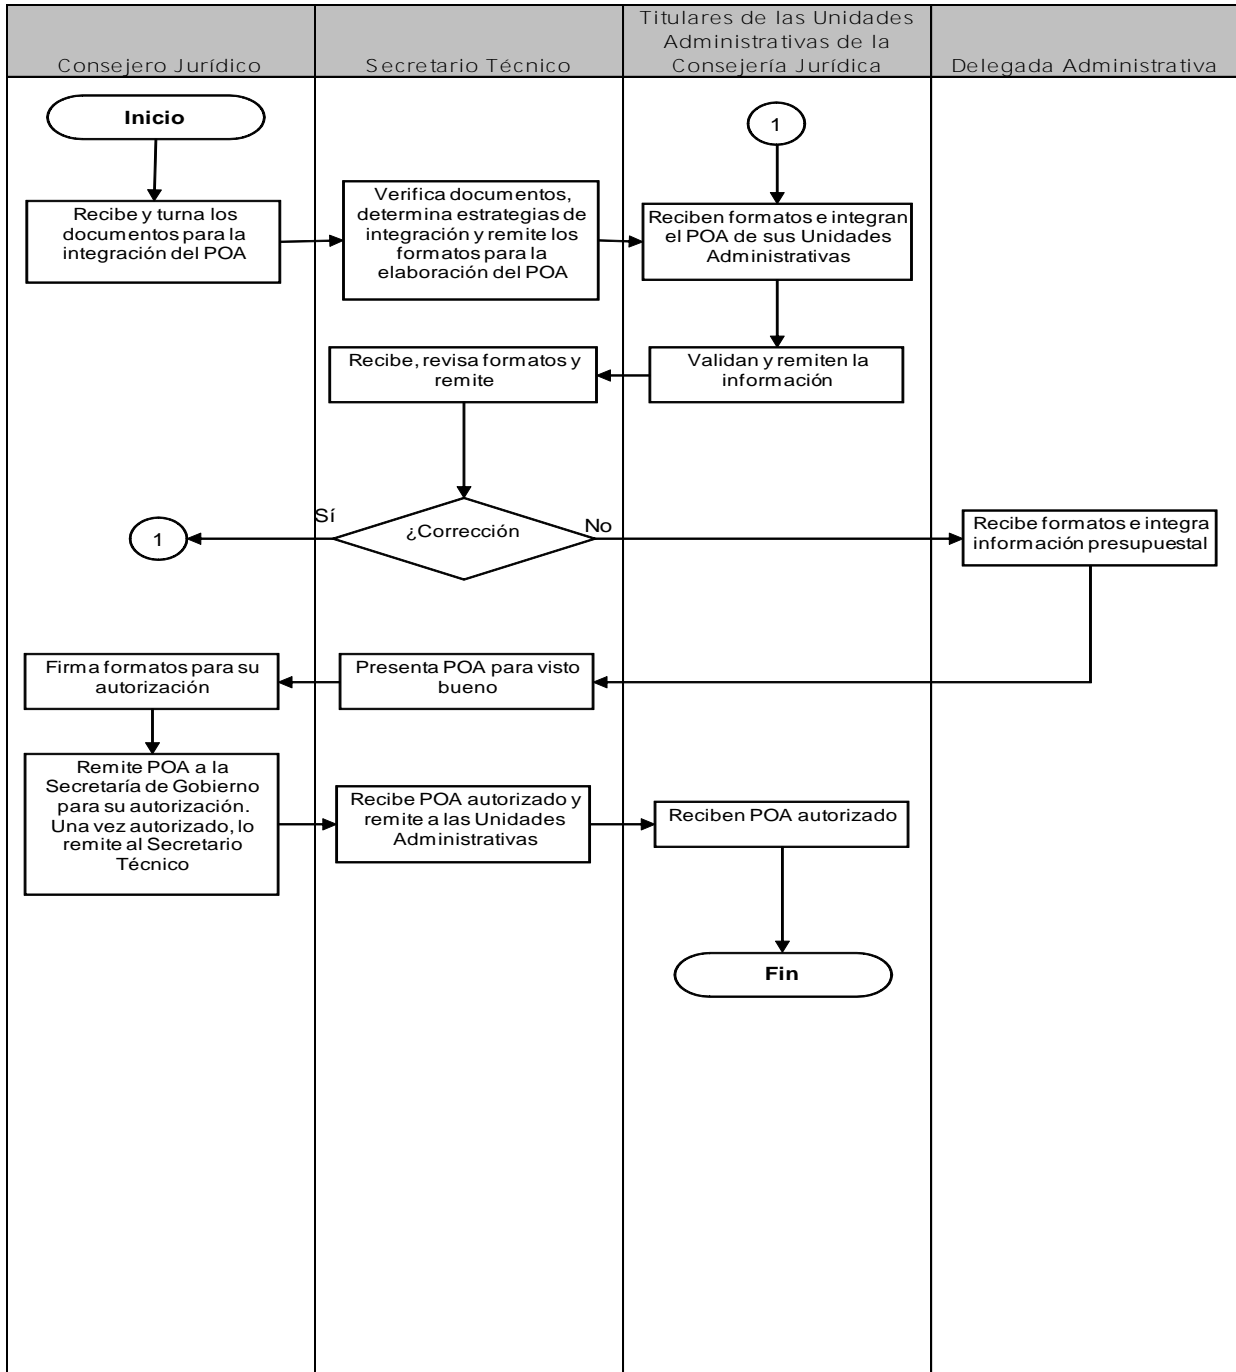 Consejero Jurídico
Secretario Técnico
Titulares de las Unidades
Administrativas de la
Consejería Jurídica
Delegada Administrativa
Inicio
1
Recibe y turna los
documentos para la
integración del POA
Verifica documentos,
determina estrategias de
integración y remite los
formatos para la
elaboración del POA
Reciben formatos e integran
el POA de sus Unidades
Administrativas
Recibe, revisa formatos y
remite
Validan y remiten la
información
1
Sí
¿Corrección
No
Recibe formatos e integra
información presupuestal
Firma formatos para su
autorización
Presenta POA para visto
bueno
Remite POA a la
Secretaría de Gobierno
para su autorización.
Una vez autorizado, lo
remite al Secretario
Técnico
Recibe POA autorizado y
remite a las Unidades
Administrativas
Reciben POA autorizado
Fin